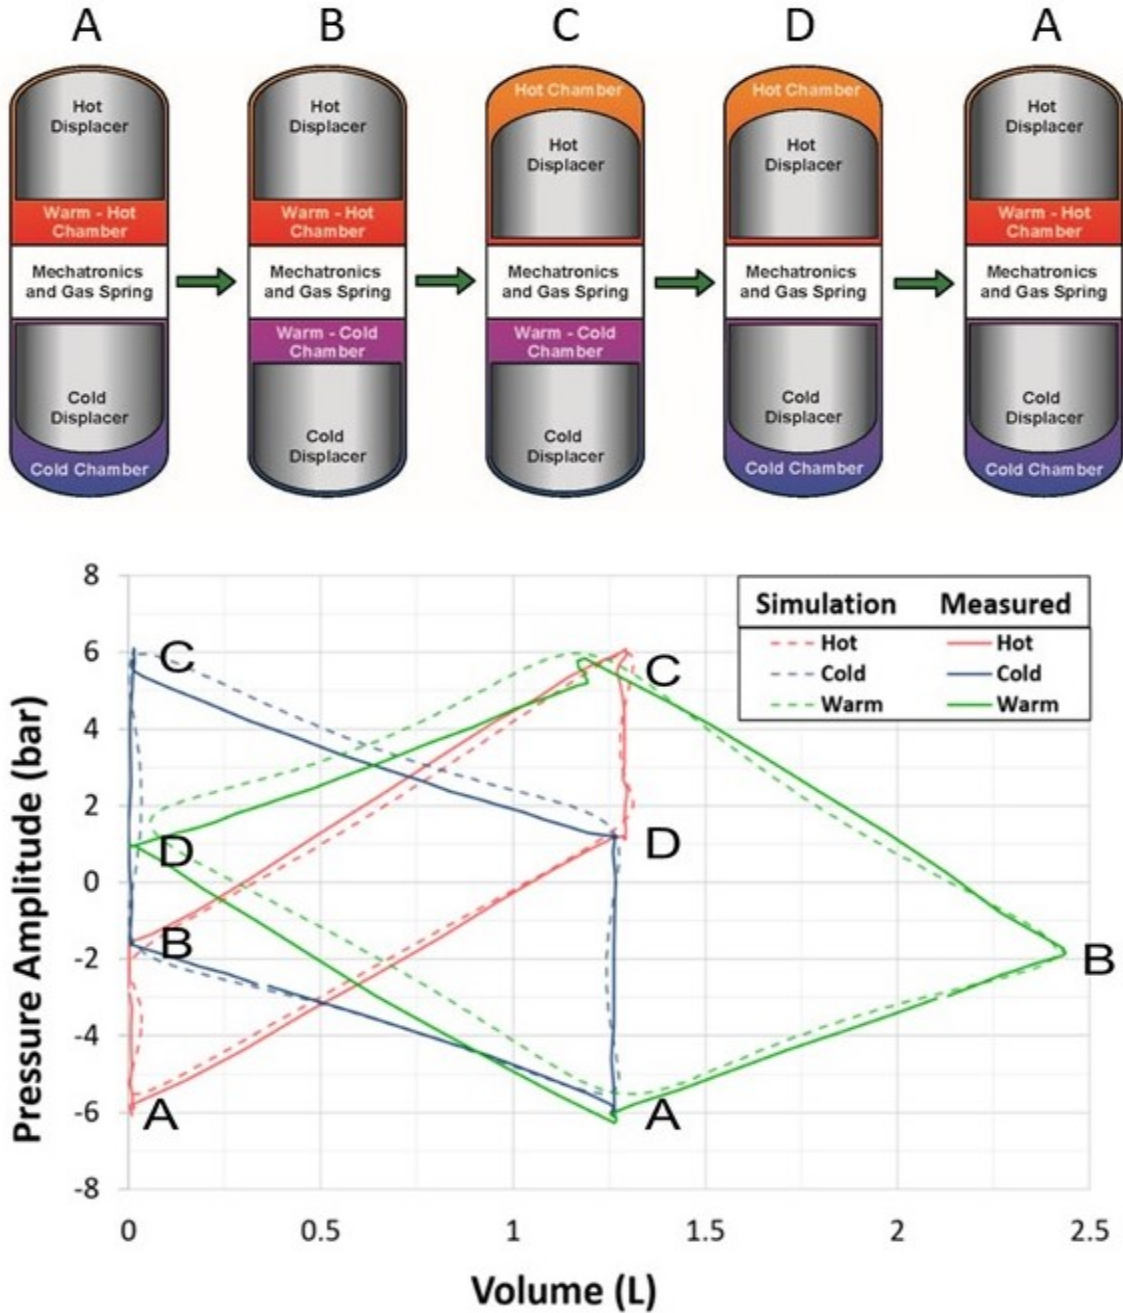 A B C D A
Hot
Displacer
Warm - Hot
Chamber
Mechatronics
and Gas Spring
Cold
Displacer
Cold Chamber
Hot
Displacer
Warm - Hot
Chamber
Mechatronics
and Gas Spring
Warm - Cold
Chamber
Cold
Displacer
Hot Chamber
Hot
Displacer
Mechatronics
and Gas Spring
Warm - Cold
Chamber
Cold
Displacer
Hot Chamber
Hot
Displacer
Mechatronics
and Gas Spring
Cold
Displacer
Cold Chamber
Hot
Displacer
Warm - Hot
Chamber
Mechatronics
and Gas Spring
Cold
Displacer
Cold Chamber
Pressure Amplitude (bar)
8
6
4
2
0
-2
-4
-6
-8
Simulation Measured
Hot Hot
Cold Cold
Warm Warm
C C
D D
B B
A A
0 0.5 1 1.5 2 2.5
Volume (L)